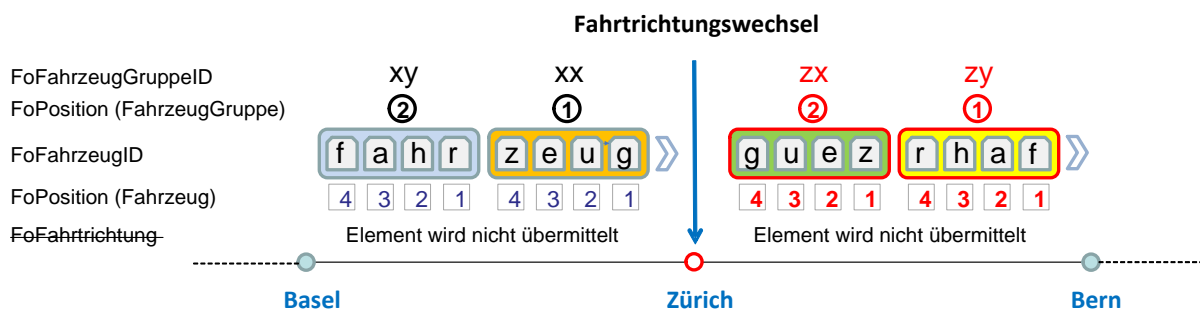 Fahrtrichtungswechsel
FoFahrzeugGruppeID xy xx zx zy
FoPosition (FahrzeugGruppe) 2 1 2 1
FoFahrzeugID f a h r z e u g g u e z r h a f
FoPosition (Fahrzeug) 4 3 2 1 4 3 2 1 4 3 2 1 4 3 2 1
FoFahrtrichtung Element wird nicht übermittelt Element wird nicht übermittelt
Basel Zürich Bern